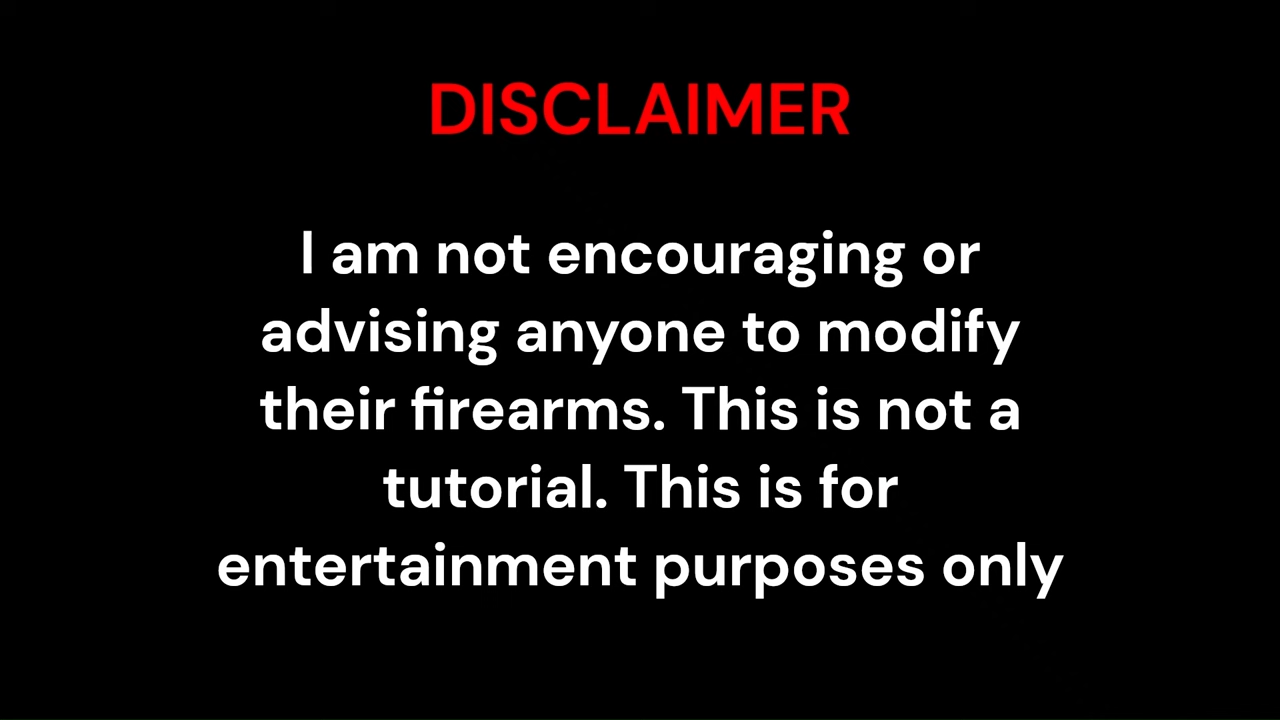 DISCLAIMER
I am not encouraging or
advising anyone to modify
their firearms. This is not a
tutorial. This is for
entertainment purposes only